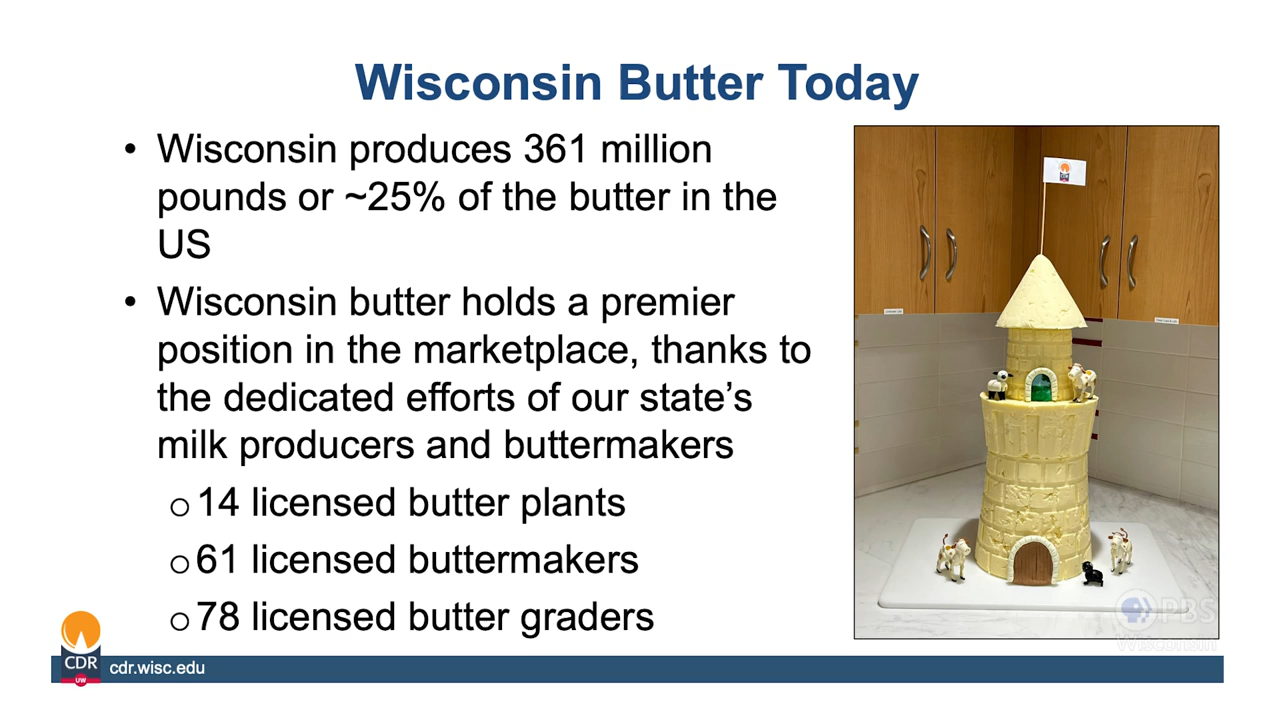 Wisconsin Butter Today
• Wisconsin produces 361 million
pounds or ~25% of the butter in the
US
• Wisconsin butter holds a premier
position in the marketplace, thanks to
the dedicated efforts of our state’s
milk producers and buttermakers
o 14 licensed butter plants
o 61 licensed buttermakers
o 78 licensed butter graders
PBS
Wisconsin
CDR
UW
cdr.wisc.edu